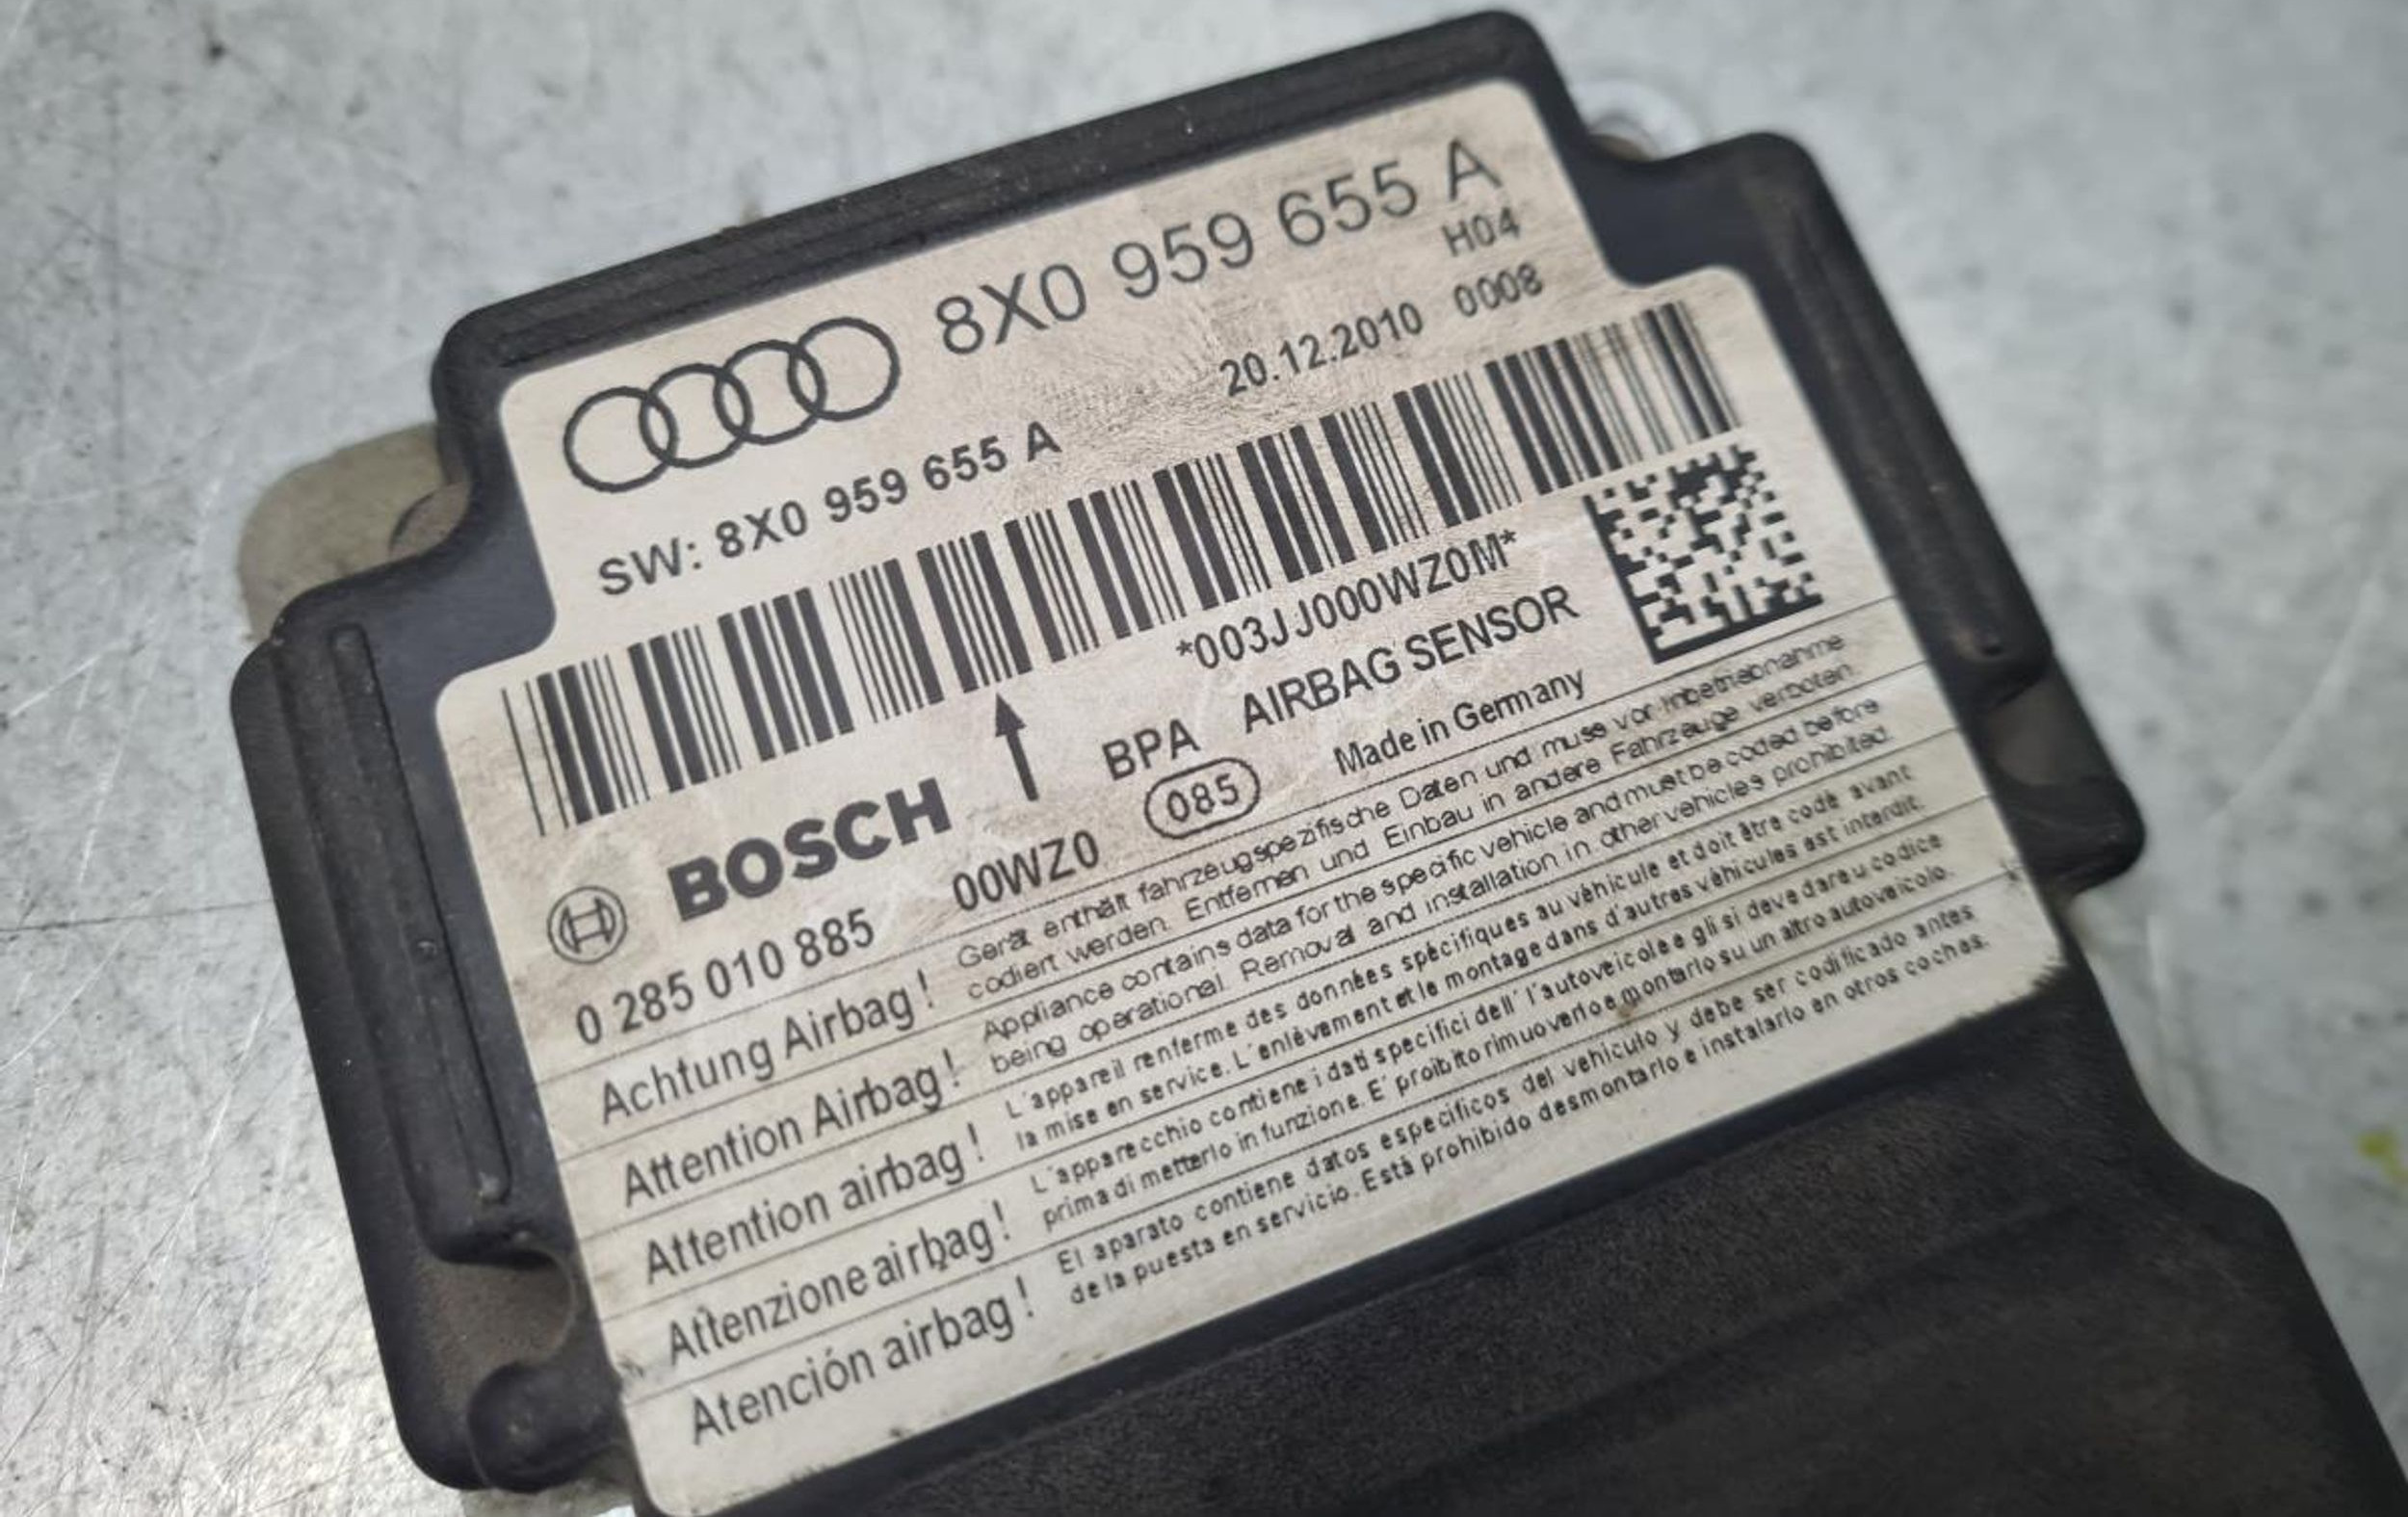 8X0 959 655 A
H04
SW: 8X0 959 655 A
20.12.2010 0008
*003JJ000WZ0M*
BOSCH
BPA AIRBAG SENSOR
0 285 010 885
00WZ0
085
Made in Germany
Achtung Airbag!
Gerät enthält fahrzeugspezifische Daten und muss vor Inbetriebnahme
codiert werden. Entfernen und Einbau in andere Fahrzeuge verboten.
Attention Airbag!
Appliance contains data for the specific vehicle and must be coded before
being operational. Removal and installation in other vehicles prohibited.
Attention airbag!
L´appareil renferme des données spécifiques au véhicule et doit être codé avant
la mise en service. L´enlèvement et le montage dans d´autres véhicules est interdit.
Attenzione airbag!
L´apparecchio contiene i dati specifici dell´ l´autoveicolo e gli si deve dare u codice
prima di metterlo in funzione. E´ proibito rimuoverlo e montarlo su un altro autoveicolo.
Atención airbag!
El aparato contiene datos específicos del vehículo y debe ser codificado antes
de la puesta en servicio. Está prohibido desmontarlo e instalarlo en otros coches.